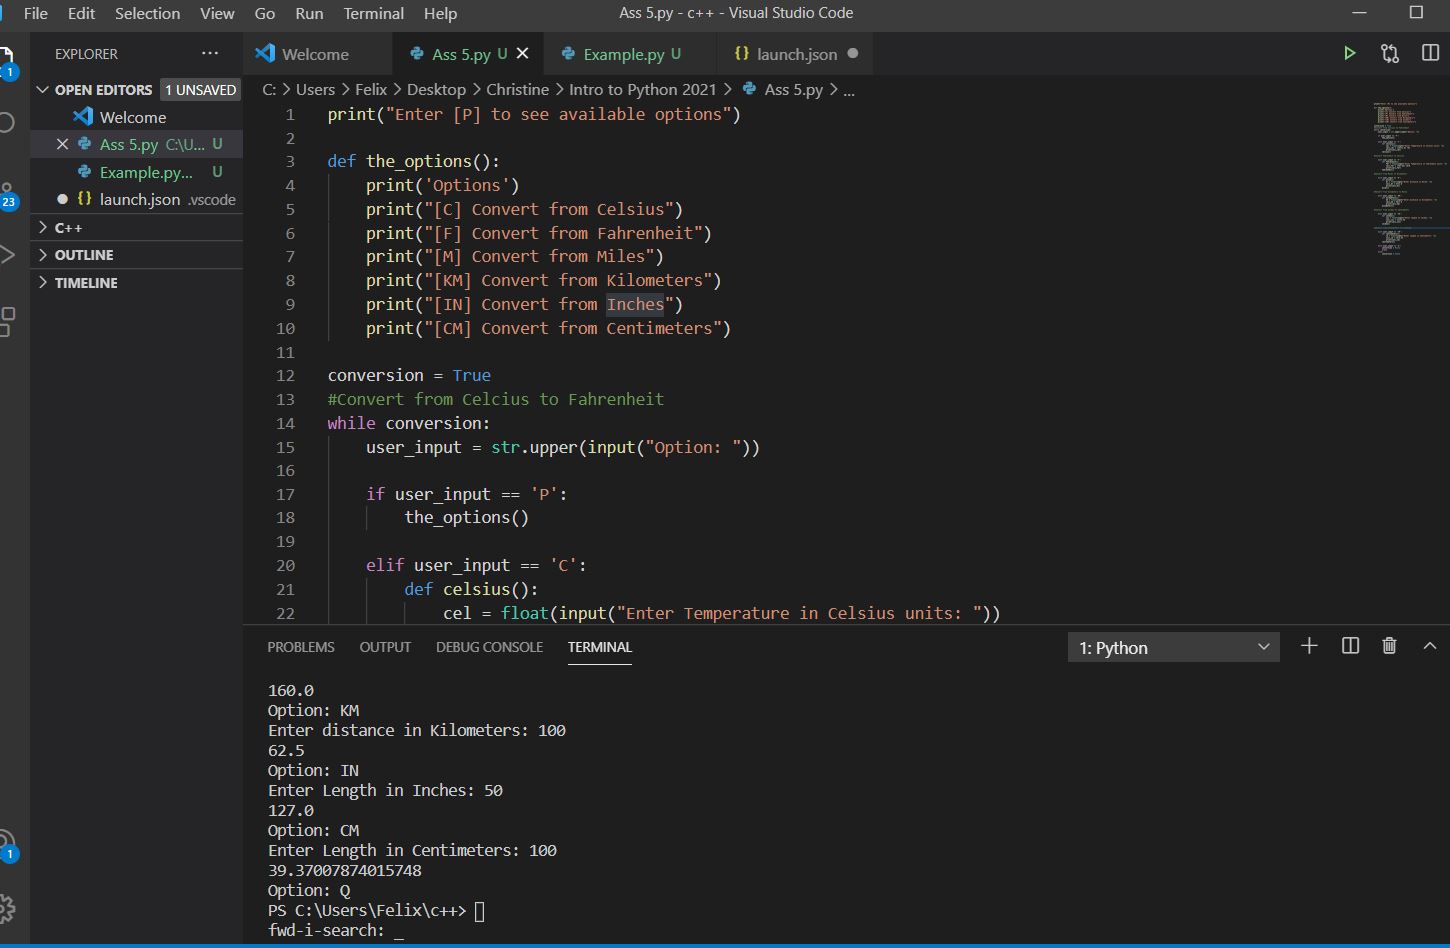 File Edit Selection View Go Run Terminal Help
Ass 5.py - c++ - Visual Studio Code
EXPLORER ...
Welcome
Ass 5.py U
Example.py U
{} launch.json
OPEN EDITORS 1 UNSAVED
Welcome
Ass 5.py C:\U... U
Example.py... U
{} launch.json .vscode
C++
OUTLINE
TIMELINE
1
23
1
C: > Users > Felix > Desktop > Christine > Intro to Python 2021 > Ass 5.py > ...
1 print("Enter [P] to see available options")
2
3 def the_options():
4 print('Options')
5 print("[C] Convert from Celsius")
6 print("[F] Convert from Fahrenheit")
7 print("[M] Convert from Miles")
8 print("[KM] Convert from Kilometers")
9 print("[IN] Convert from Inches")
10 print("[CM] Convert from Centimeters")
11
12 conversion = True
13 #Convert from Celcius to Fahrenheit
14 while conversion:
15 user_input = str.upper(input("Option: "))
16
17 if user_input == 'P':
18 the_options()
19
20 elif user_input == 'C':
21 def celsius():
22 cel = float(input("Enter Temperature in Celsius units: "))
PROBLEMS OUTPUT DEBUG CONSOLE TERMINAL
1: Python
160.0
Option: KM
Enter distance in Kilometers: 100
62.5
Option: IN
Enter Length in Inches: 50
127.0
Option: CM
Enter Length in Centimeters: 100
39.37007874015748
Option: Q
PS C:\Users\Felix\c++>
fwd-i-search: _